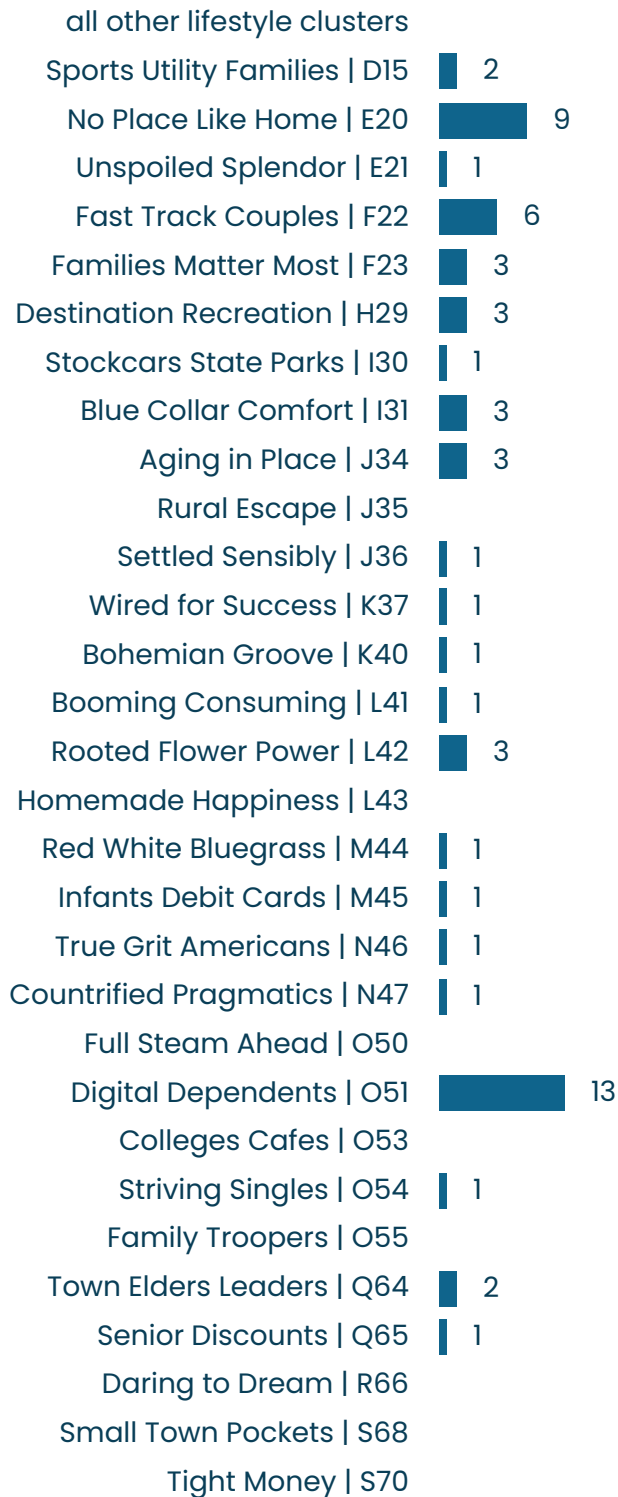 all other lifestyle clusters
Sports Utility Families | D15 2
No Place Like Home | E20 9
Unspoiled Splendor | E21 1
Fast Track Couples | F22 6
Families Matter Most | F23 3
Destination Recreation | H29 3
Stockcars State Parks | I30 1
Blue Collar Comfort | I31 3
Aging in Place | J34 3
Rural Escape | J35
Settled Sensibly | J36 1
Wired for Success | K37 1
Bohemian Groove | K40 1
Booming Consuming | L41 1
Rooted Flower Power | L42 3
Homemade Happiness | L43
Red White Bluegrass | M44 1
Infants Debit Cards | M45 1
True Grit Americans | N46 1
Countrified Pragmatics | N47 1
Full Steam Ahead | O50
Digital Dependents | O51 13
Colleges Cafes | O53
Striving Singles | O54 1
Family Troopers | O55
Town Elders Leaders | Q64 2
Senior Discounts | Q65 1
Daring to Dream | R66
Small Town Pockets | S68
Tight Money | S70